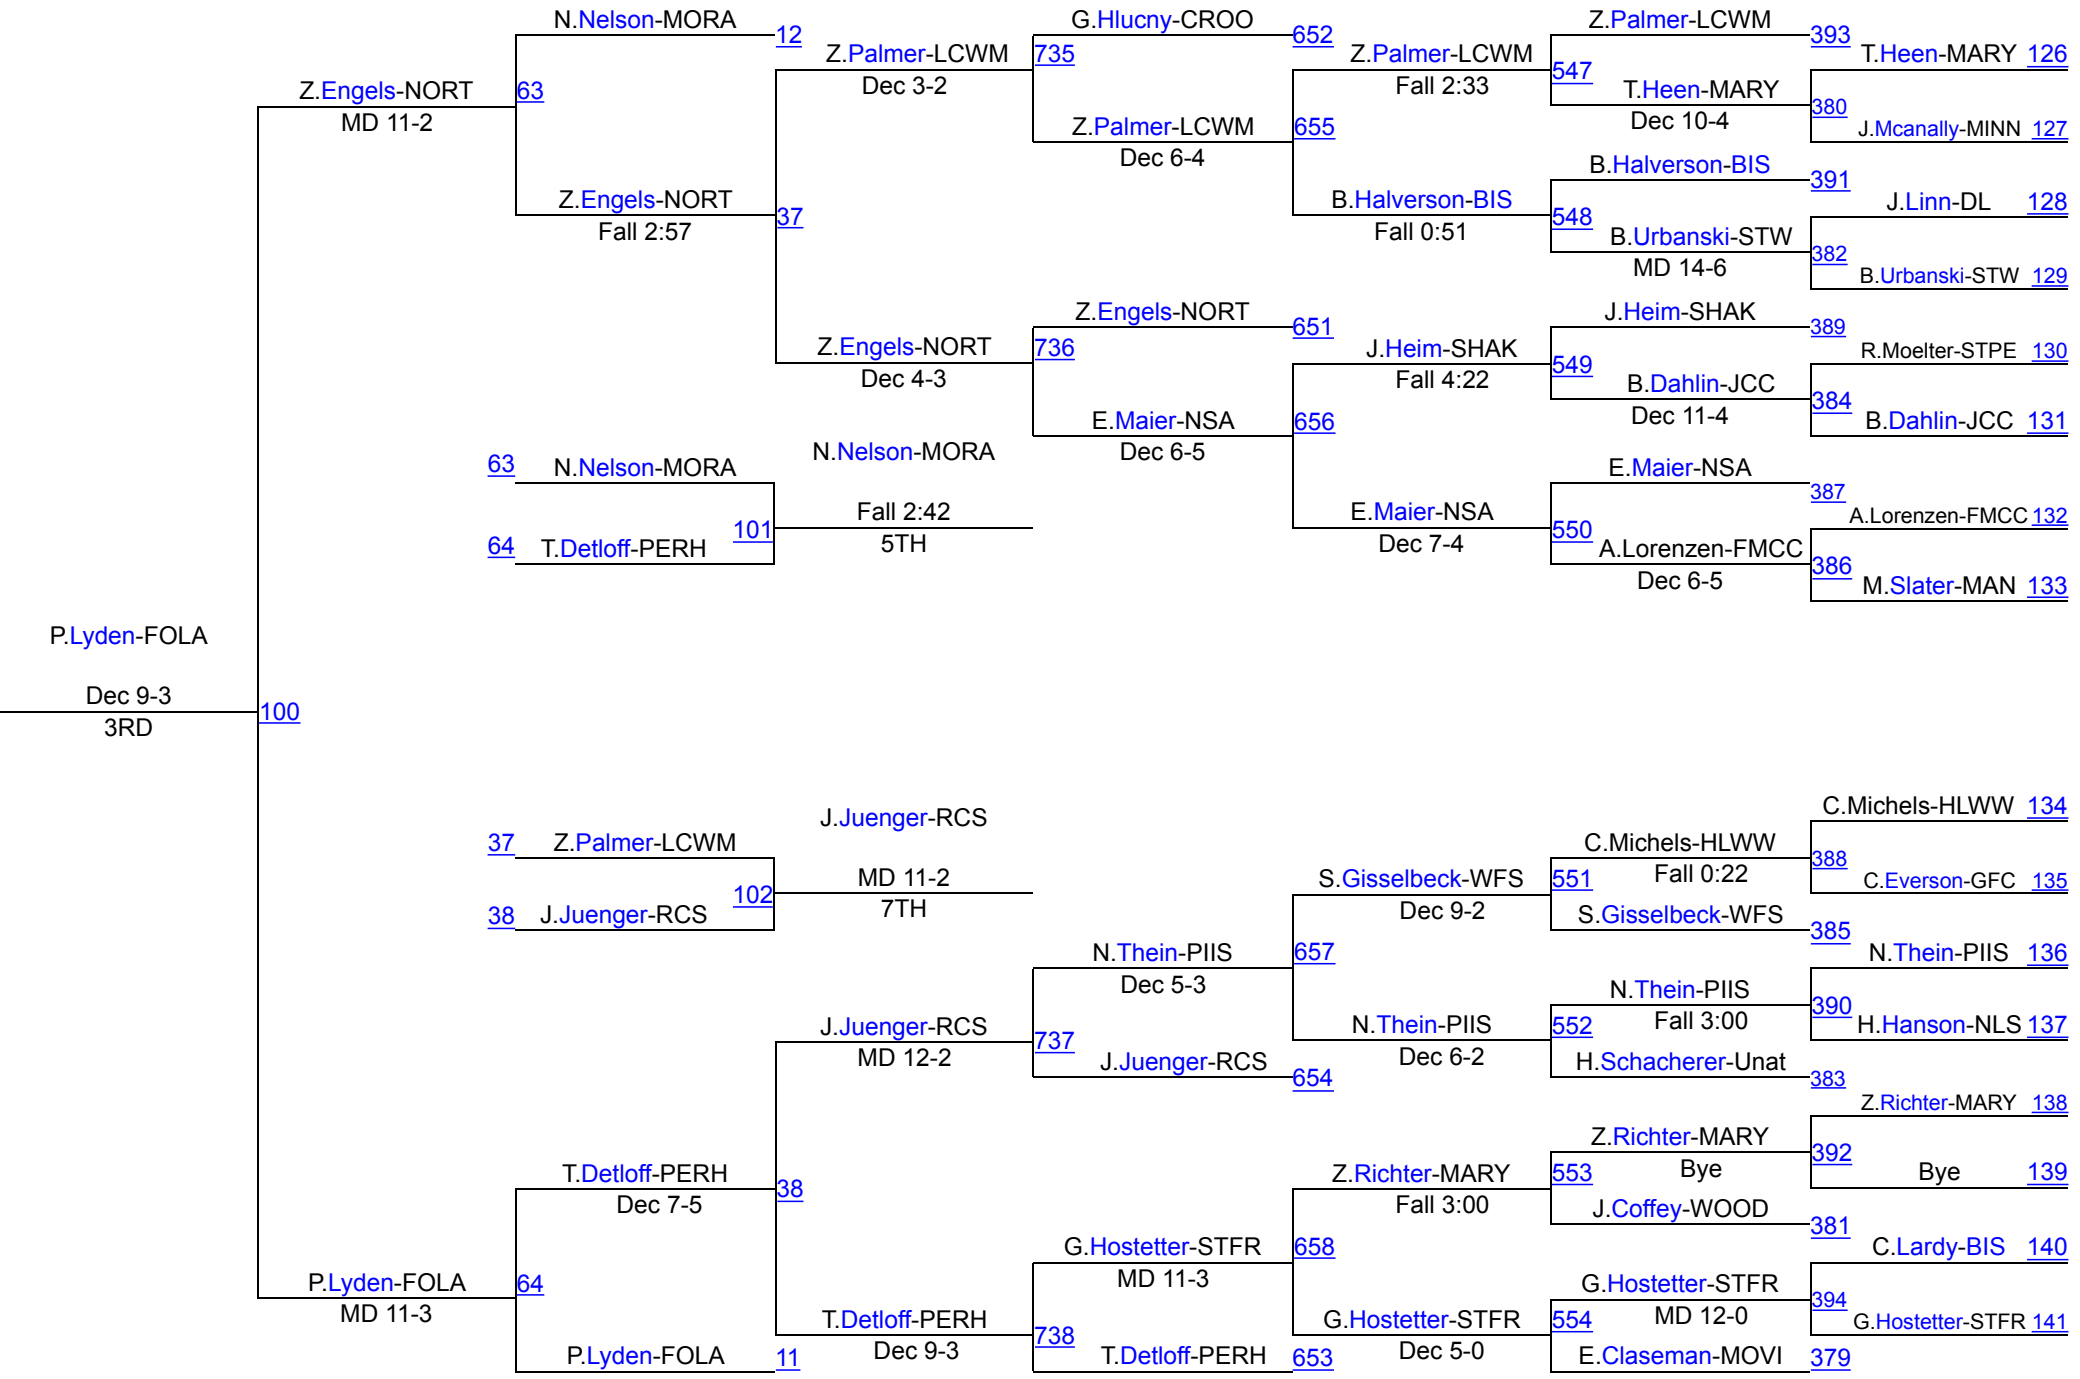 N.Nelson-MORA
12
G.Hlucny-CROO
652
Z.Palmer-LCWM
393
Z.Palmer-LCWM
735
Dec 3-2
Z.Palmer-LCWM
547
Fall 2:33
T.Heen-MARY 126
Z.Engels-NORT
63
MD 11-2
T.Heen-MARY
380
Dec 10-4
Z.Palmer-LCWM
655
Dec 6-4
J.Mcanally-MINN 127
B.Halverson-BIS
391
Z.Engels-NORT
37
Fall 2:57
B.Halverson-BIS
548
Fall 0:51
J.Linn-DL 128
B.Urbanski-STW
382
MD 14-6
B.Urbanski-STW 129
Z.Engels-NORT
651
J.Heim-SHAK
389
Z.Engels-NORT
736
Dec 4-3
J.Heim-SHAK
549
Fall 4:22
R.Moelter-STPE 130
B.Dahlin-JCC
384
Dec 11-4
E.Maier-NSA
656
Dec 6-5
B.Dahlin-JCC 131
N.Nelson-MORA
63 N.Nelson-MORA
E.Maier-NSA
387
Fall 2:42
101
5TH
64 T.Detloff-PERH
E.Maier-NSA
550
Dec 7-4
A.Lorenzen-FMCC 132
A.Lorenzen-FMCC
386
Dec 6-5
M.Slater-MAN 133
P.Lyden-FOLA
Dec 9-3
100
3RD
J.Juenger-RCS
37 Z.Palmer-LCWM
MD 11-2
102
7TH
38 J.Juenger-RCS
C.Michels-HLWW 134
C.Michels-HLWW
388
Fall 0:22
S.Gisselbeck-WFS
551
Dec 9-2
C.Everson-GFC 135
S.Gisselbeck-WFS
385
N.Thein-PIIS
657
Dec 5-3
N.Thein-PIIS 136
N.Thein-PIIS
390
Fall 3:00
J.Juenger-RCS
737
MD 12-2
N.Thein-PIIS
552
Dec 6-2
H.Hanson-NLS 137
J.Juenger-RCS
654
H.Schacherer-Unat
383
Z.Richter-MARY 138
Z.Richter-MARY
392
Bye
T.Detloff-PERH
38
Dec 7-5
Z.Richter-MARY
553
Fall 3:00
Bye 139
J.Coffey-WOOD
381
G.Hostetter-STFR
658
MD 11-3
C.Lardy-BIS 140
P.Lyden-FOLA
64
MD 11-3
G.Hostetter-STFR
394
MD 12-0
T.Detloff-PERH
738
Dec 9-3
G.Hostetter-STFR
554
Dec 5-0
G.Hostetter-STFR 141
P.Lyden-FOLA
11
T.Detloff-PERH
653
E.Claseman-MOVI
379